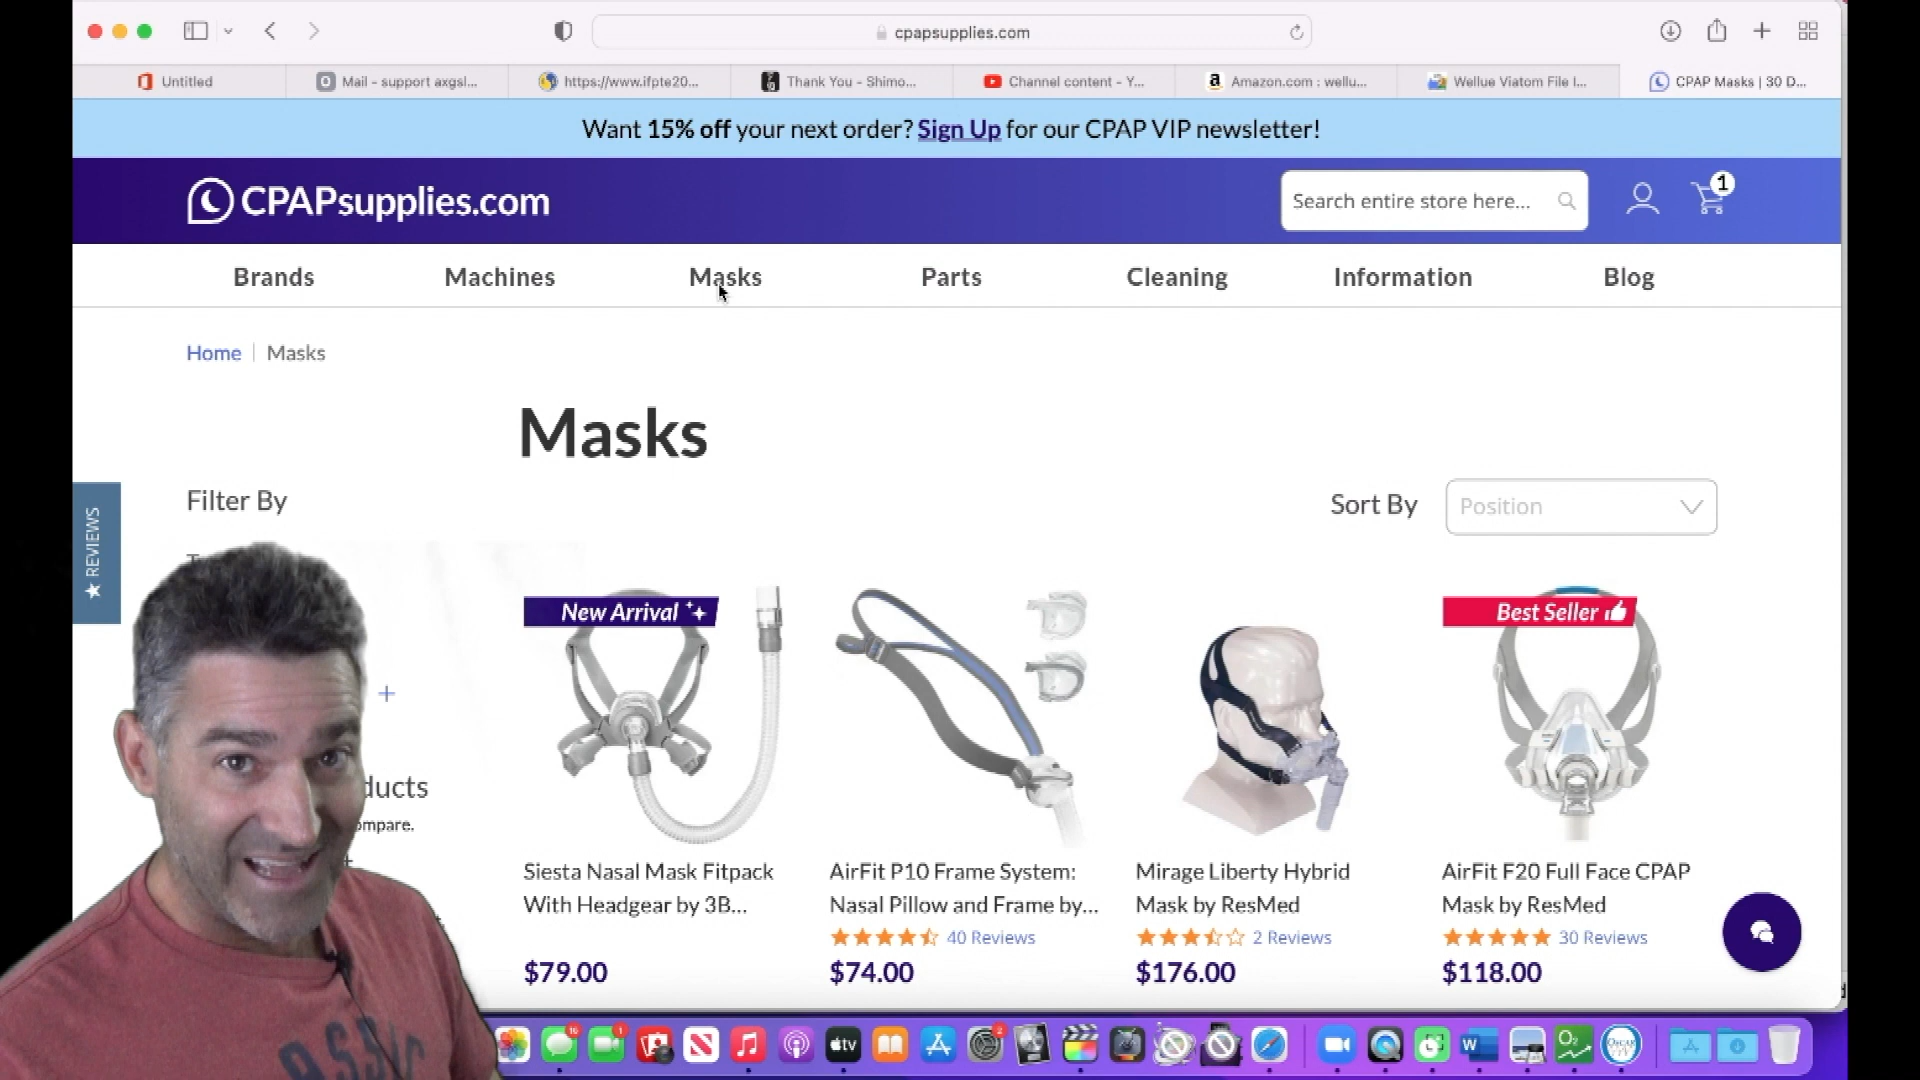 cpapsupplies.com
Untitled
Mail – support axgsl...
https://www.ifpte20...
Thank You – Shimo...
Channel content – Y...
Amazon.com : wellu...
Wellue Viatom File I...
CPAP Masks | 30 D...
Want 15% off your next order? Sign Up for our CPAP VIP newsletter!
CPAPsupplies.com
Search entire store here...
1
Brands
Machines
Masks
Parts
Cleaning
Information
Blog
Home
Masks
Masks
REVIEWS
Filter By
Sort By
Position
New Arrival
Best Seller
ducts
ompare.
Siesta Nasal Mask Fitpack
With Headgear by 3B...
AirFit P10 Frame System:
Nasal Pillow and Frame by...
Mirage Liberty Hybrid
Mask by ResMed
AirFit F20 Full Face CPAP
Mask by ResMed
40 Reviews
2 Reviews
30 Reviews
$79.00
$74.00
$176.00
$118.00
tv
W
O2
OSCAR